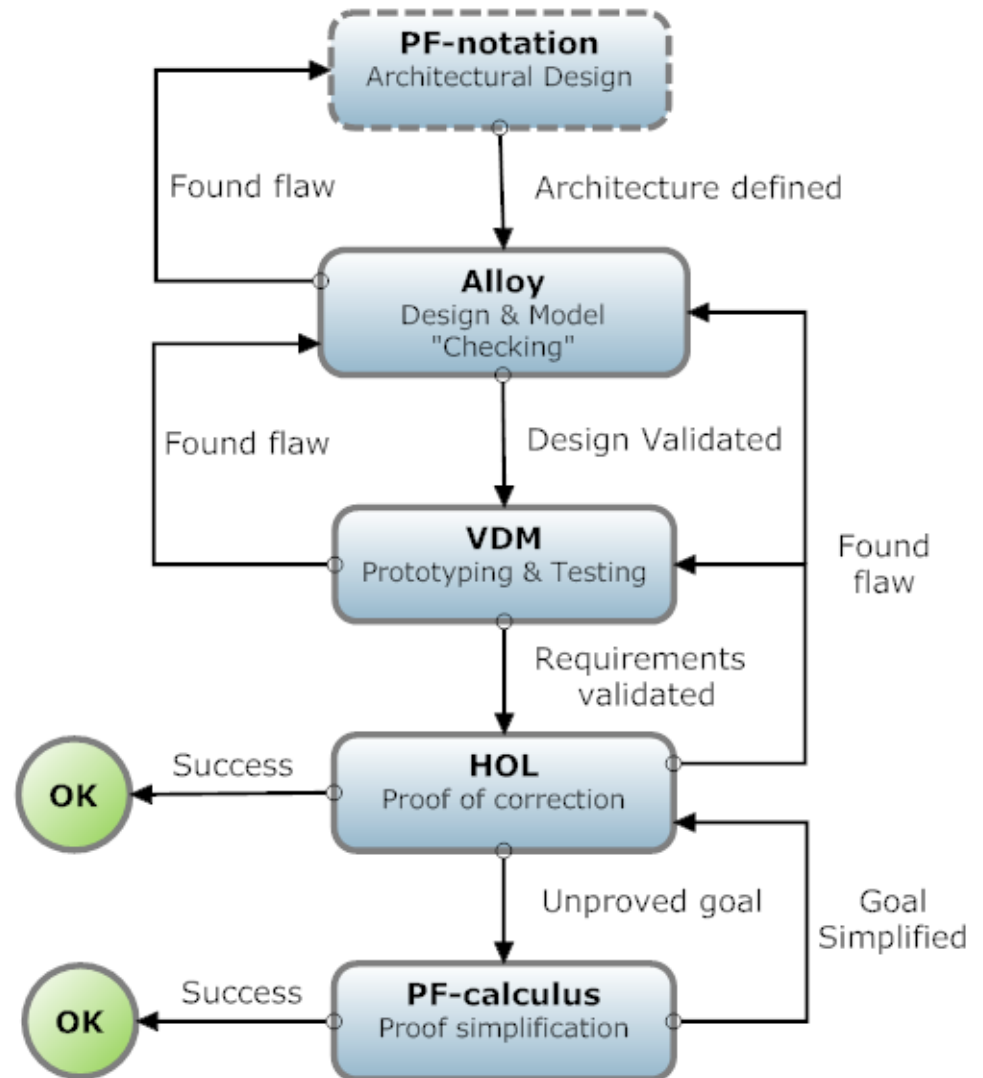 PF-notation
Architectural Design
Found flaw
Architecture defined
Alloy
Design & Model
"Checking"
Found flaw
Design Validated
VDM
Prototyping & Testing
Found
flaw
Requirements
validated
Success
OK
HOL
Proof of correction
Unproved goal
Goal
Simplified
Success
OK
PF-calculus
Proof simplification